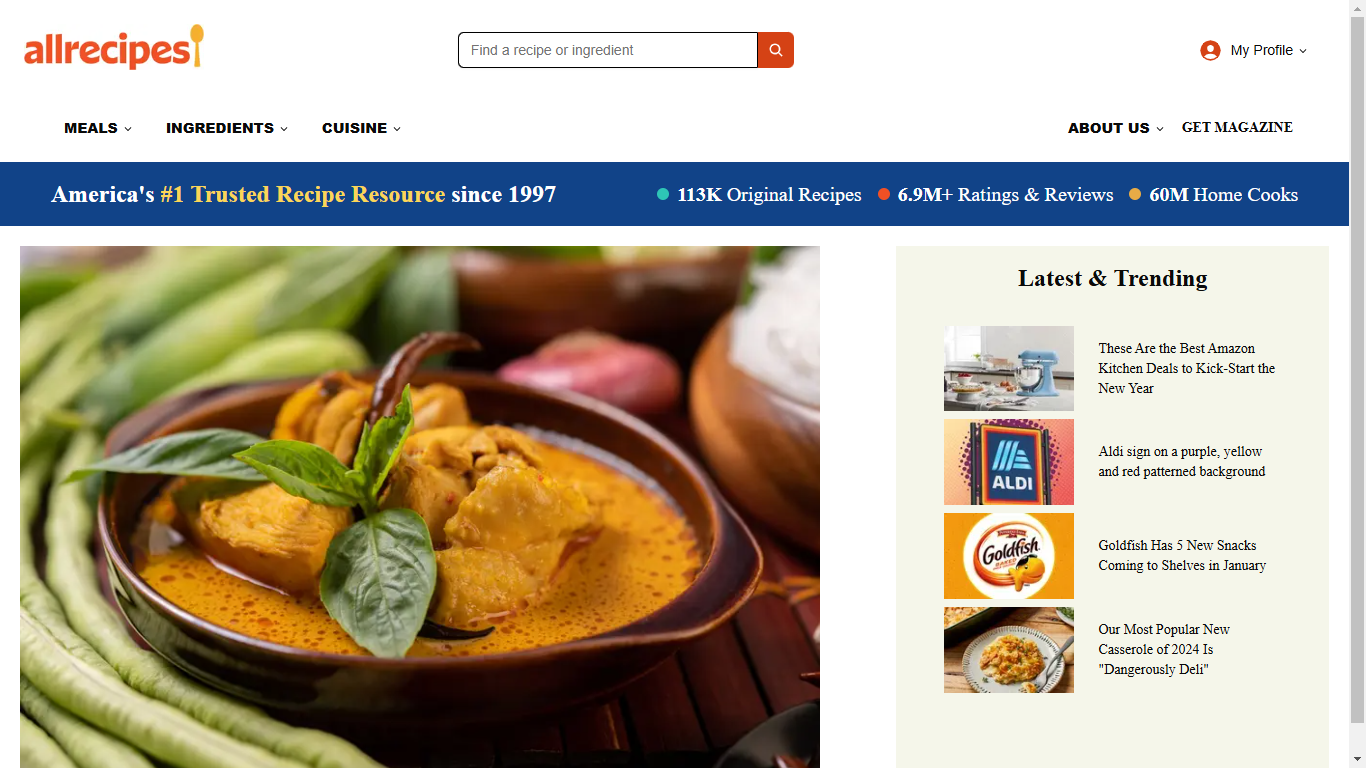 allrecipes
Find a recipe or ingredient
My Profile
MEALS
INGREDIENTS
CUISINE
ABOUT US
GET MAGAZINE
America's #1 Trusted Recipe Resource since 1997
113K Original Recipes
6.9M+ Ratings & Reviews
60M Home Cooks
Latest & Trending
These Are the Best Amazon
Kitchen Deals to Kick-Start the
New Year
ALDI
Aldi sign on a purple, yellow
and red patterned background
Goldfish
BAKED
Goldfish Has 5 New Snacks
Coming to Shelves in January
Our Most Popular New
Casserole of 2024 Is
"Dangerously Deli"